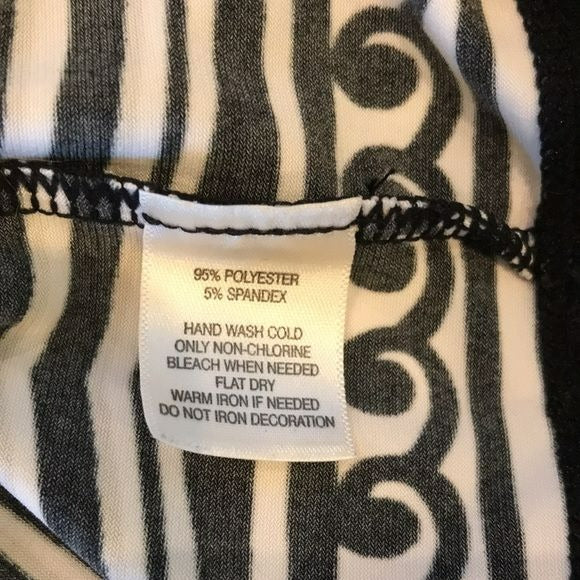 95% POLYESTER
5% SPANDEX
HAND WASH COLD
ONLY NON-CHLORINE
BLEACH WHEN NEEDED
FLAT DRY
WARM IRON IF NEEDED
DO NOT IRON DECORATION